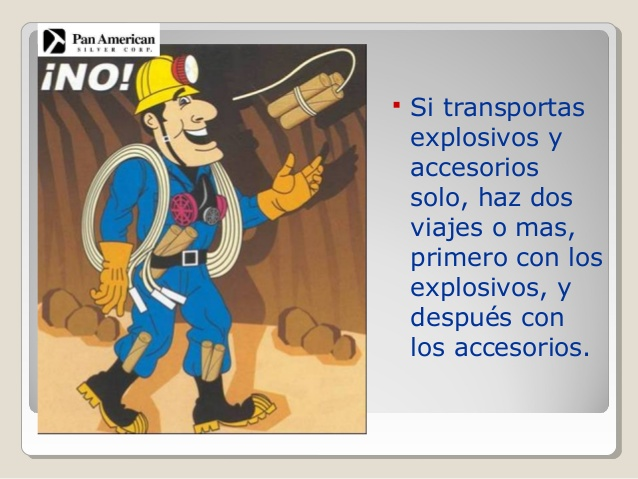 Pan American
SILVER CORP.
¡NO!
Si transportas
explosivos y
accesorios
solo, haz dos
viajes o mas,
primero con los
explosivos, y
después con
los accesorios.